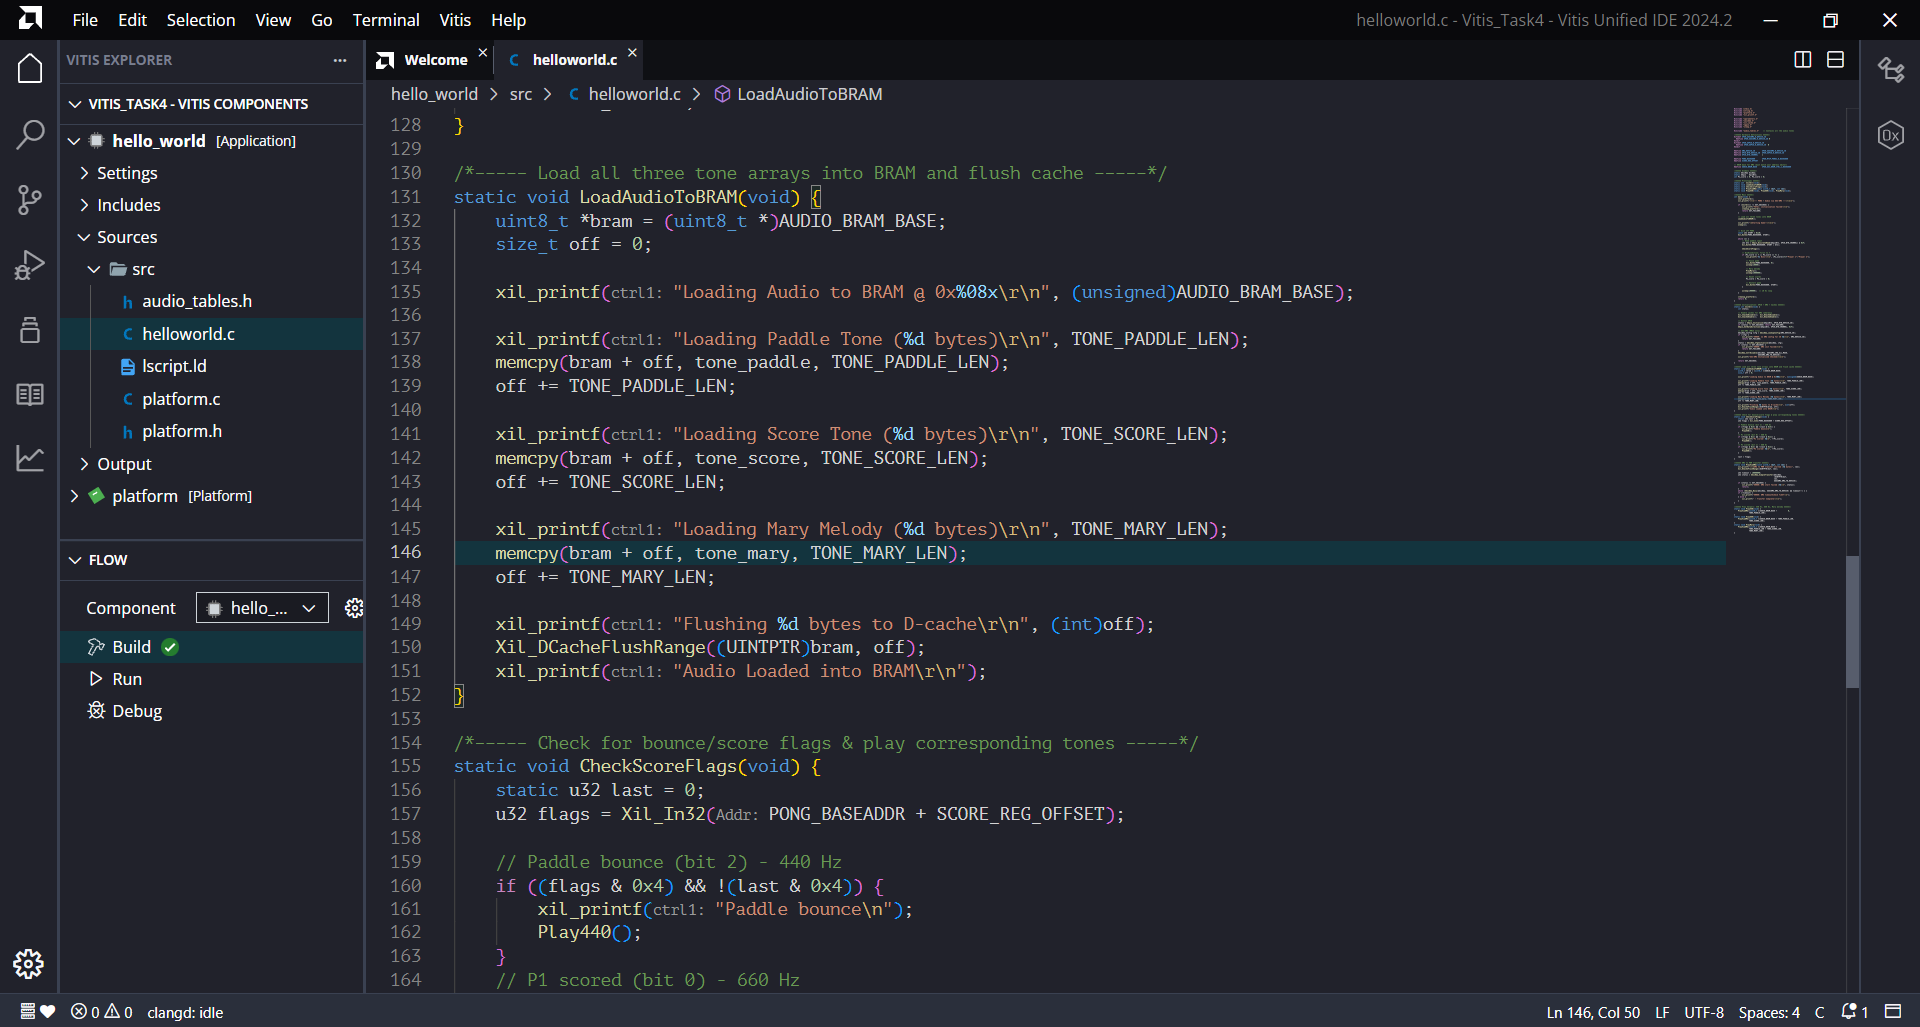 File Edit Selection View Go Terminal Vitis Help
helloworld.c - Vitis_Task4 - Vitis Unified IDE 2024.2
VITIS EXPLORER ···
VITIS_TASK4 - VITIS COMPONENTS
hello_world [Application]
Settings
Includes
Sources
src
h audio_tables.h
C helloworld.c
lscript.ld
C platform.c
h platform.h
Output
platform [Platform]
FLOW
Component hello_...
Build
Run
Debug
Welcome × C helloworld.c ×
hello_world > src > C helloworld.c > LoadAudioToBRAM
128 }
129
130 /*----- Load all three tone arrays into BRAM and flush cache -----*/
131 static void LoadAudioToBRAM(void) {
132 uint8_t *bram = (uint8_t *)AUDIO_BRAM_BASE;
133 size_t off = 0;
134
135 xil_printf(ctrl1: "Loading Audio to BRAM @ 0x%08x\r\n", (unsigned)AUDIO_BRAM_BASE);
136
137 xil_printf(ctrl1: "Loading Paddle Tone (%d bytes)\r\n", TONE_PADDLE_LEN);
138 memcpy(bram + off, tone_paddle, TONE_PADDLE_LEN);
139 off += TONE_PADDLE_LEN;
140
141 xil_printf(ctrl1: "Loading Score Tone (%d bytes)\r\n", TONE_SCORE_LEN);
142 memcpy(bram + off, tone_score, TONE_SCORE_LEN);
143 off += TONE_SCORE_LEN;
144
145 xil_printf(ctrl1: "Loading Mary Melody (%d bytes)\r\n", TONE_MARY_LEN);
146 memcpy(bram + off, tone_mary, TONE_MARY_LEN);
147 off += TONE_MARY_LEN;
148
149 xil_printf(ctrl1: "Flushing %d bytes to D-cache\r\n", (int)off);
150 Xil_DCacheFlushRange((UINTPTR)bram, off);
151 xil_printf(ctrl1: "Audio Loaded into BRAM\r\n");
152 }
153
154 /*----- Check for bounce/score flags & play corresponding tones -----*/
155 static void CheckScoreFlags(void) {
156 static u32 last = 0;
157 u32 flags = Xil_In32(Addr: PONG_BASEADDR + SCORE_REG_OFFSET);
158
159 // Paddle bounce (bit 2) - 440 Hz
160 if ((flags & 0x4) && !(last & 0x4)) {
161 xil_printf(ctrl1: "Paddle bounce\n");
162 Play440();
163 }
164 // P1 scored (bit 0) - 660 Hz
0x
0 0 clangd: idle
Ln 146, Col 50 LF UTF-8 Spaces: 4 C 1